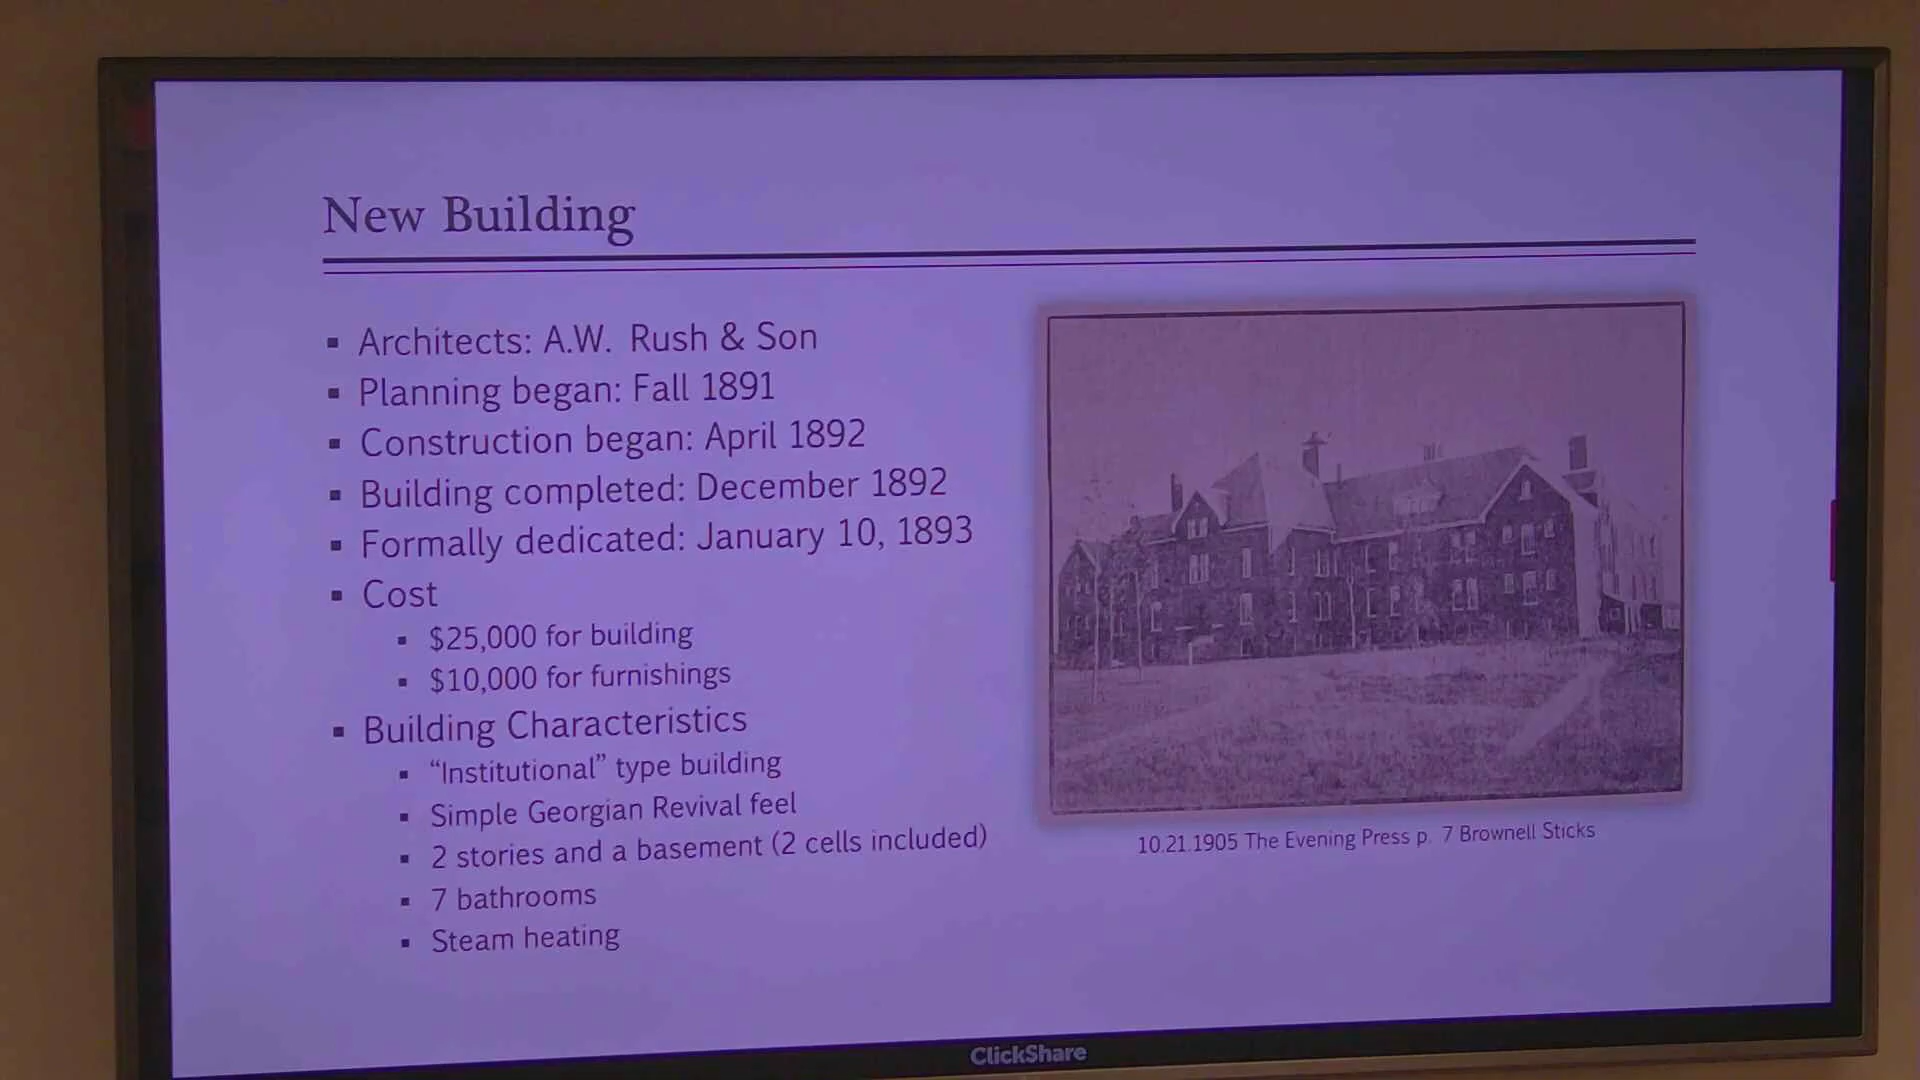 New Building
▪ Architects: A.W. Rush & Son
▪ Planning began: Fall 1891
▪ Construction began: April 1892
▪ Building completed: December 1892
▪ Formally dedicated: January 10, 1893
▪ Cost
▪ $25,000 for building
▪ $10,000 for furnishings
▪ Building Characteristics
▪ “Institutional” type building
▪ Simple Georgian Revival feel
▪ 2 stories and a basement (2 cells included)
▪ 7 bathrooms
▪ Steam heating
10.21.1905 The Evening Press p. 7 Brownell Sticks
ClickShare